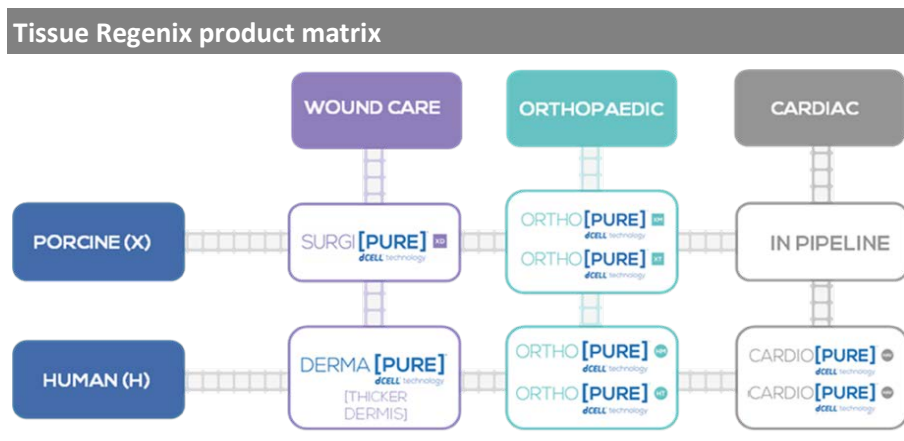 Tissue Regenix product matrix
WOUND CARE
ORTHOPAEDIC
CARDIAC
PORCINE (X)
SURGI [PURE] XD
dCELL technology
ORTHO [PURE] XM
dCELL technology
ORTHO [PURE] XT
dCELL technology
IN PIPELINE
HUMAN (H)
DERMA [PURE]
dCELL technology
[THICKER
DERMIS]
ORTHO [PURE] HM
dCELL technology
ORTHO [PURE] HT
dCELL technology
CARDIO [PURE]
dCELL technology
CARDIO [PURE]
dCELL technology